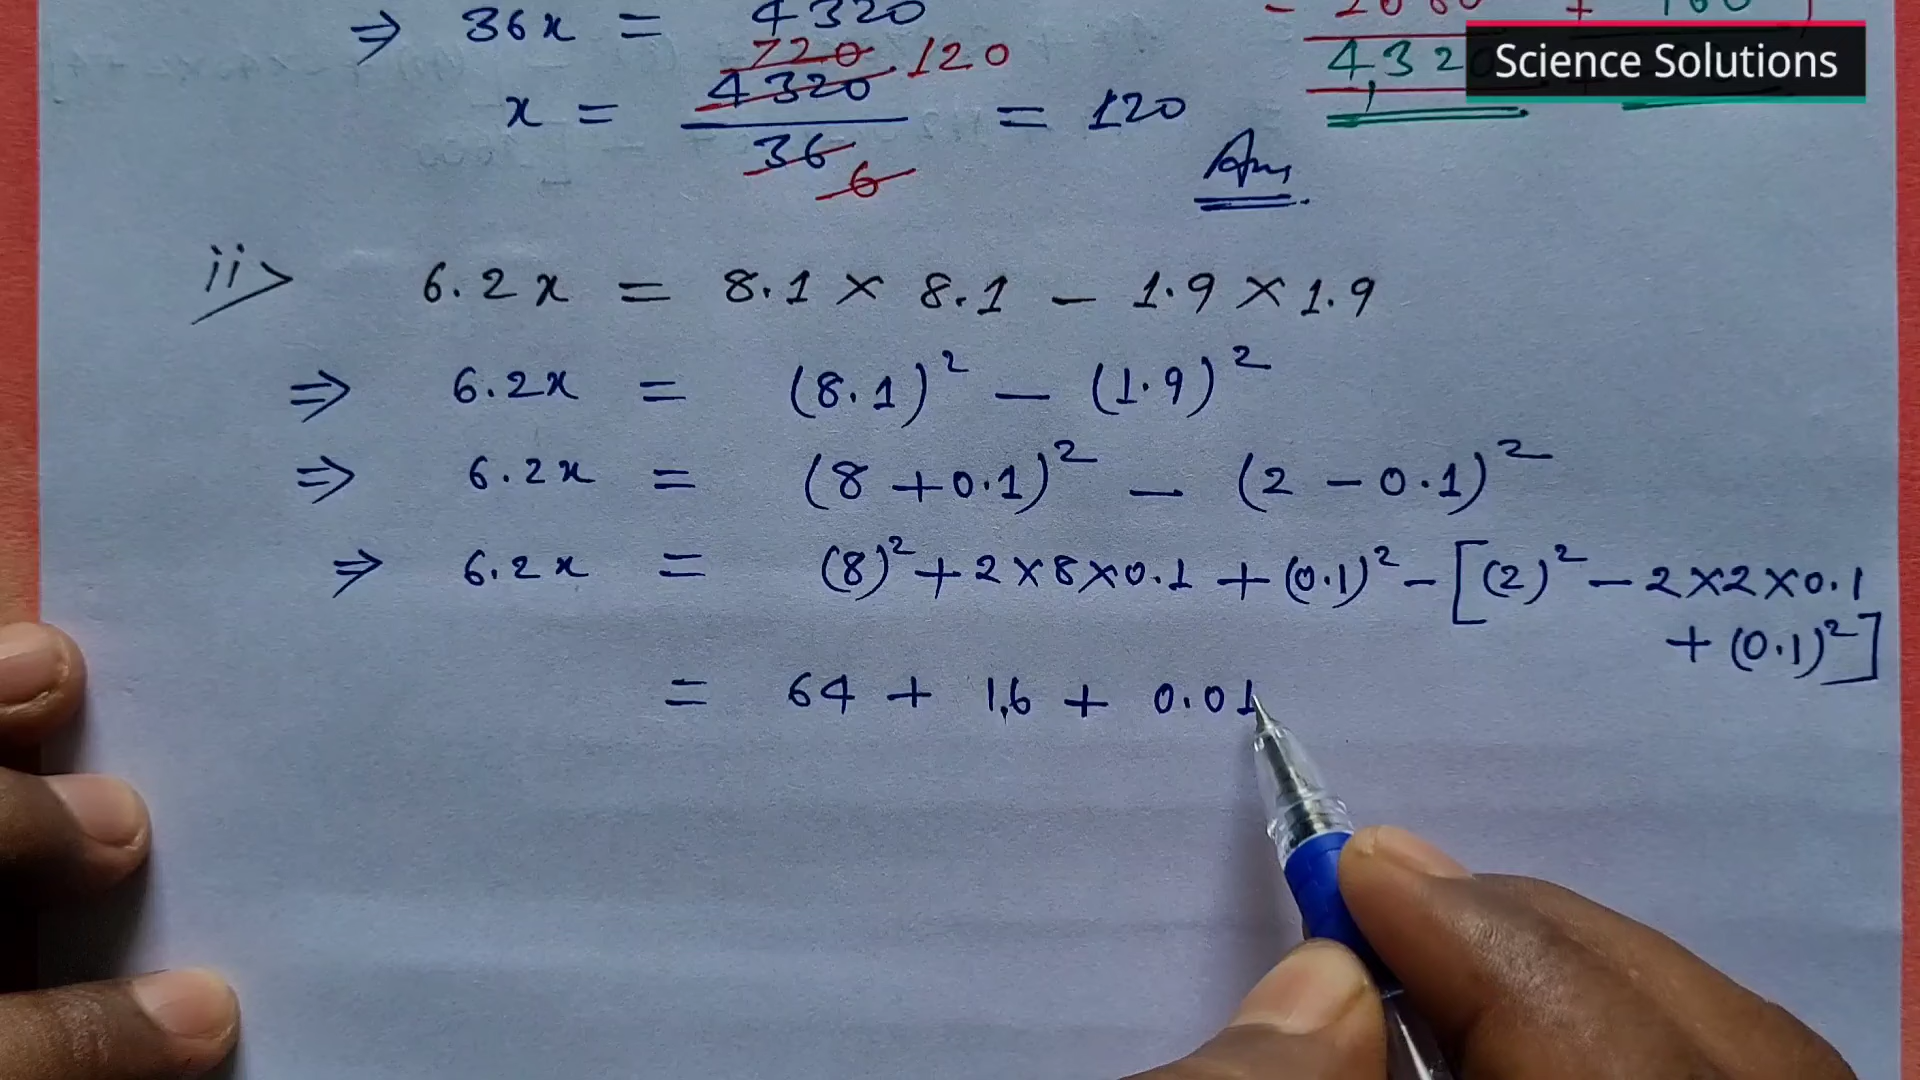 ⇒ 36x = 4320
720 120
x = 4320 / 36 = 120
6
Ans
4,32
Science Solutions
ii> 6.2x = 8.1 × 8.1 - 1.9 × 1.9
⇒ 6.2x = (8.1)² - (1.9)²
⇒ 6.2x = (8 + 0.1)² - (2 - 0.1)²
⇒ 6.2x = (8)² + 2×8×0.1 + (0.1)² - [(2)² - 2×2×0.1
+ (0.1)²]
= 64 + 1.6 + 0.01